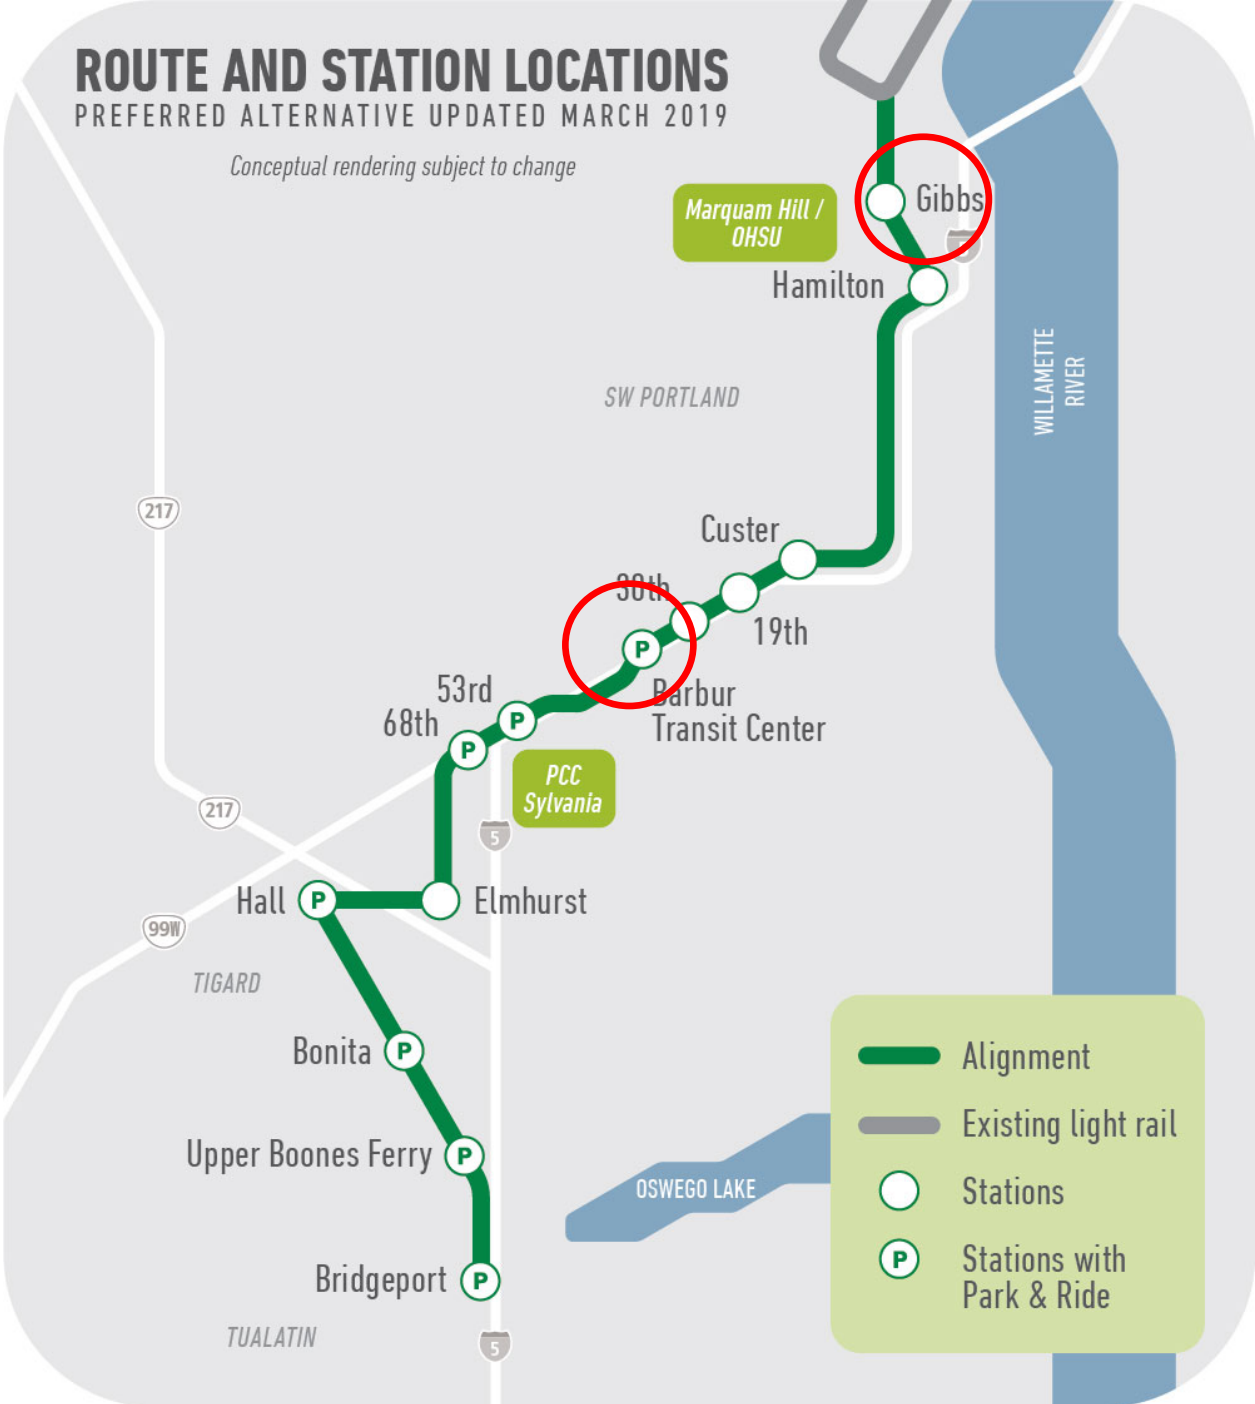 ROUTE AND STATION LOCATIONS
PREFERRED ALTERNATIVE UPDATED MARCH 2019
Conceptual rendering subject to change
Marquam Hill /
OHSU
Gibbs
5
Hamilton
WILLAMETTE
RIVER
SW PORTLAND
217
Custer
30th
19th
P
Barbur
Transit Center
53rd
P
68th
P
PCC
Sylvania
217
5
Hall
P
Elmhurst
99W
TIGARD
Bonita
P
Upper Boones Ferry
P
OSWEGO LAKE
Bridgeport
P
TUALATIN
5
Alignment
Existing light rail
Stations
P
Stations with
Park & Ride